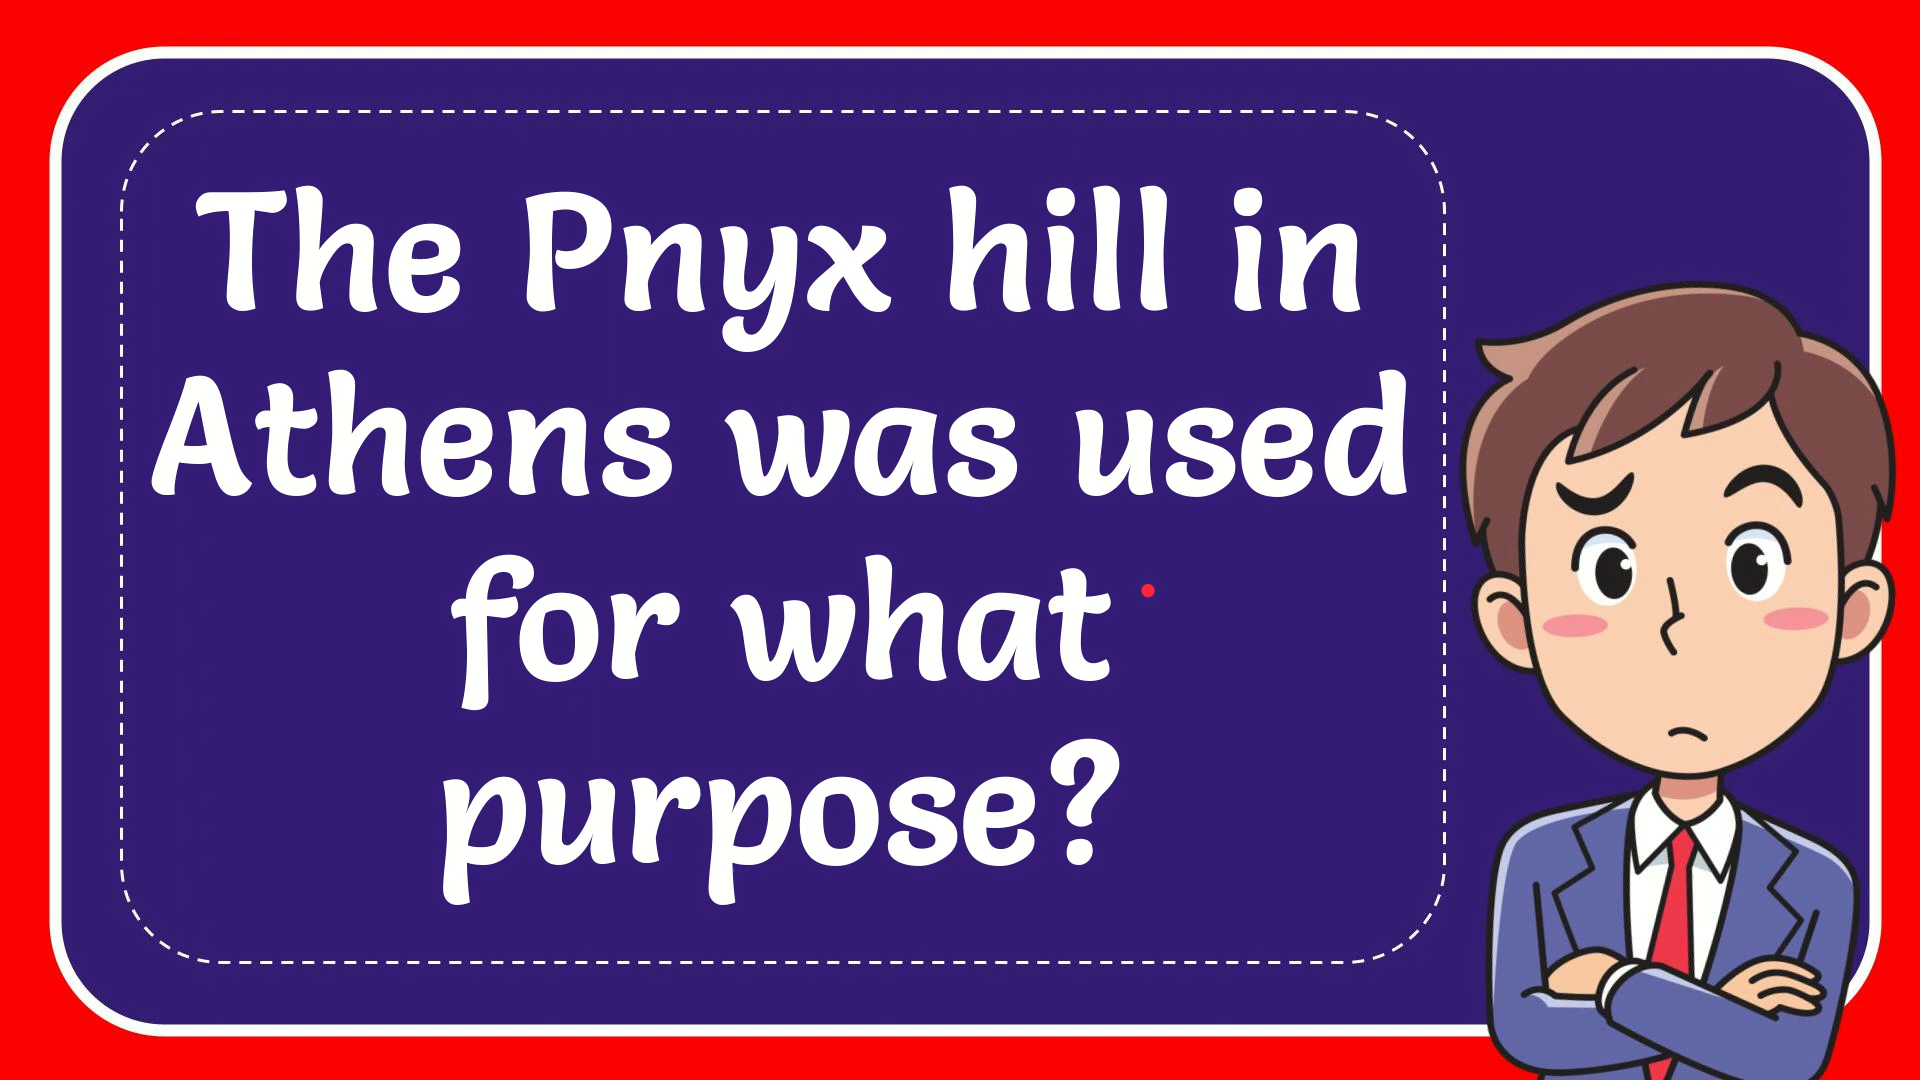 The Pnyx hill in
Athens was used
for what
purpose?